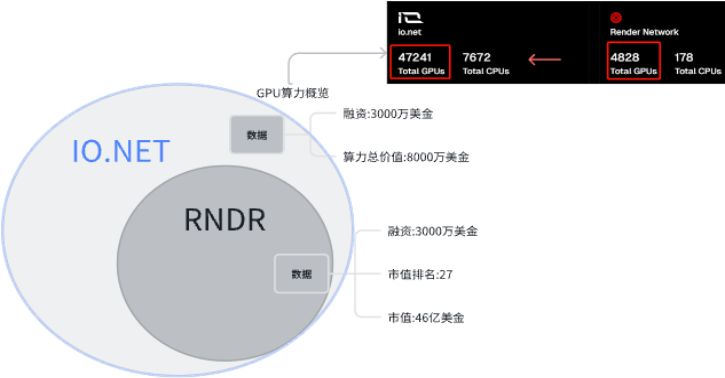 io.net
Render Network
47241
7672
4828
178
Total GPUs
Total CPUs
Total GPUs
Total CPUs
GPU算力概览
融资:3000万美金
数据
IO.NET
算力总价值:8000万美金
RNDR
融资:3000万美金
数据
市值排名:27
市值:46亿美金